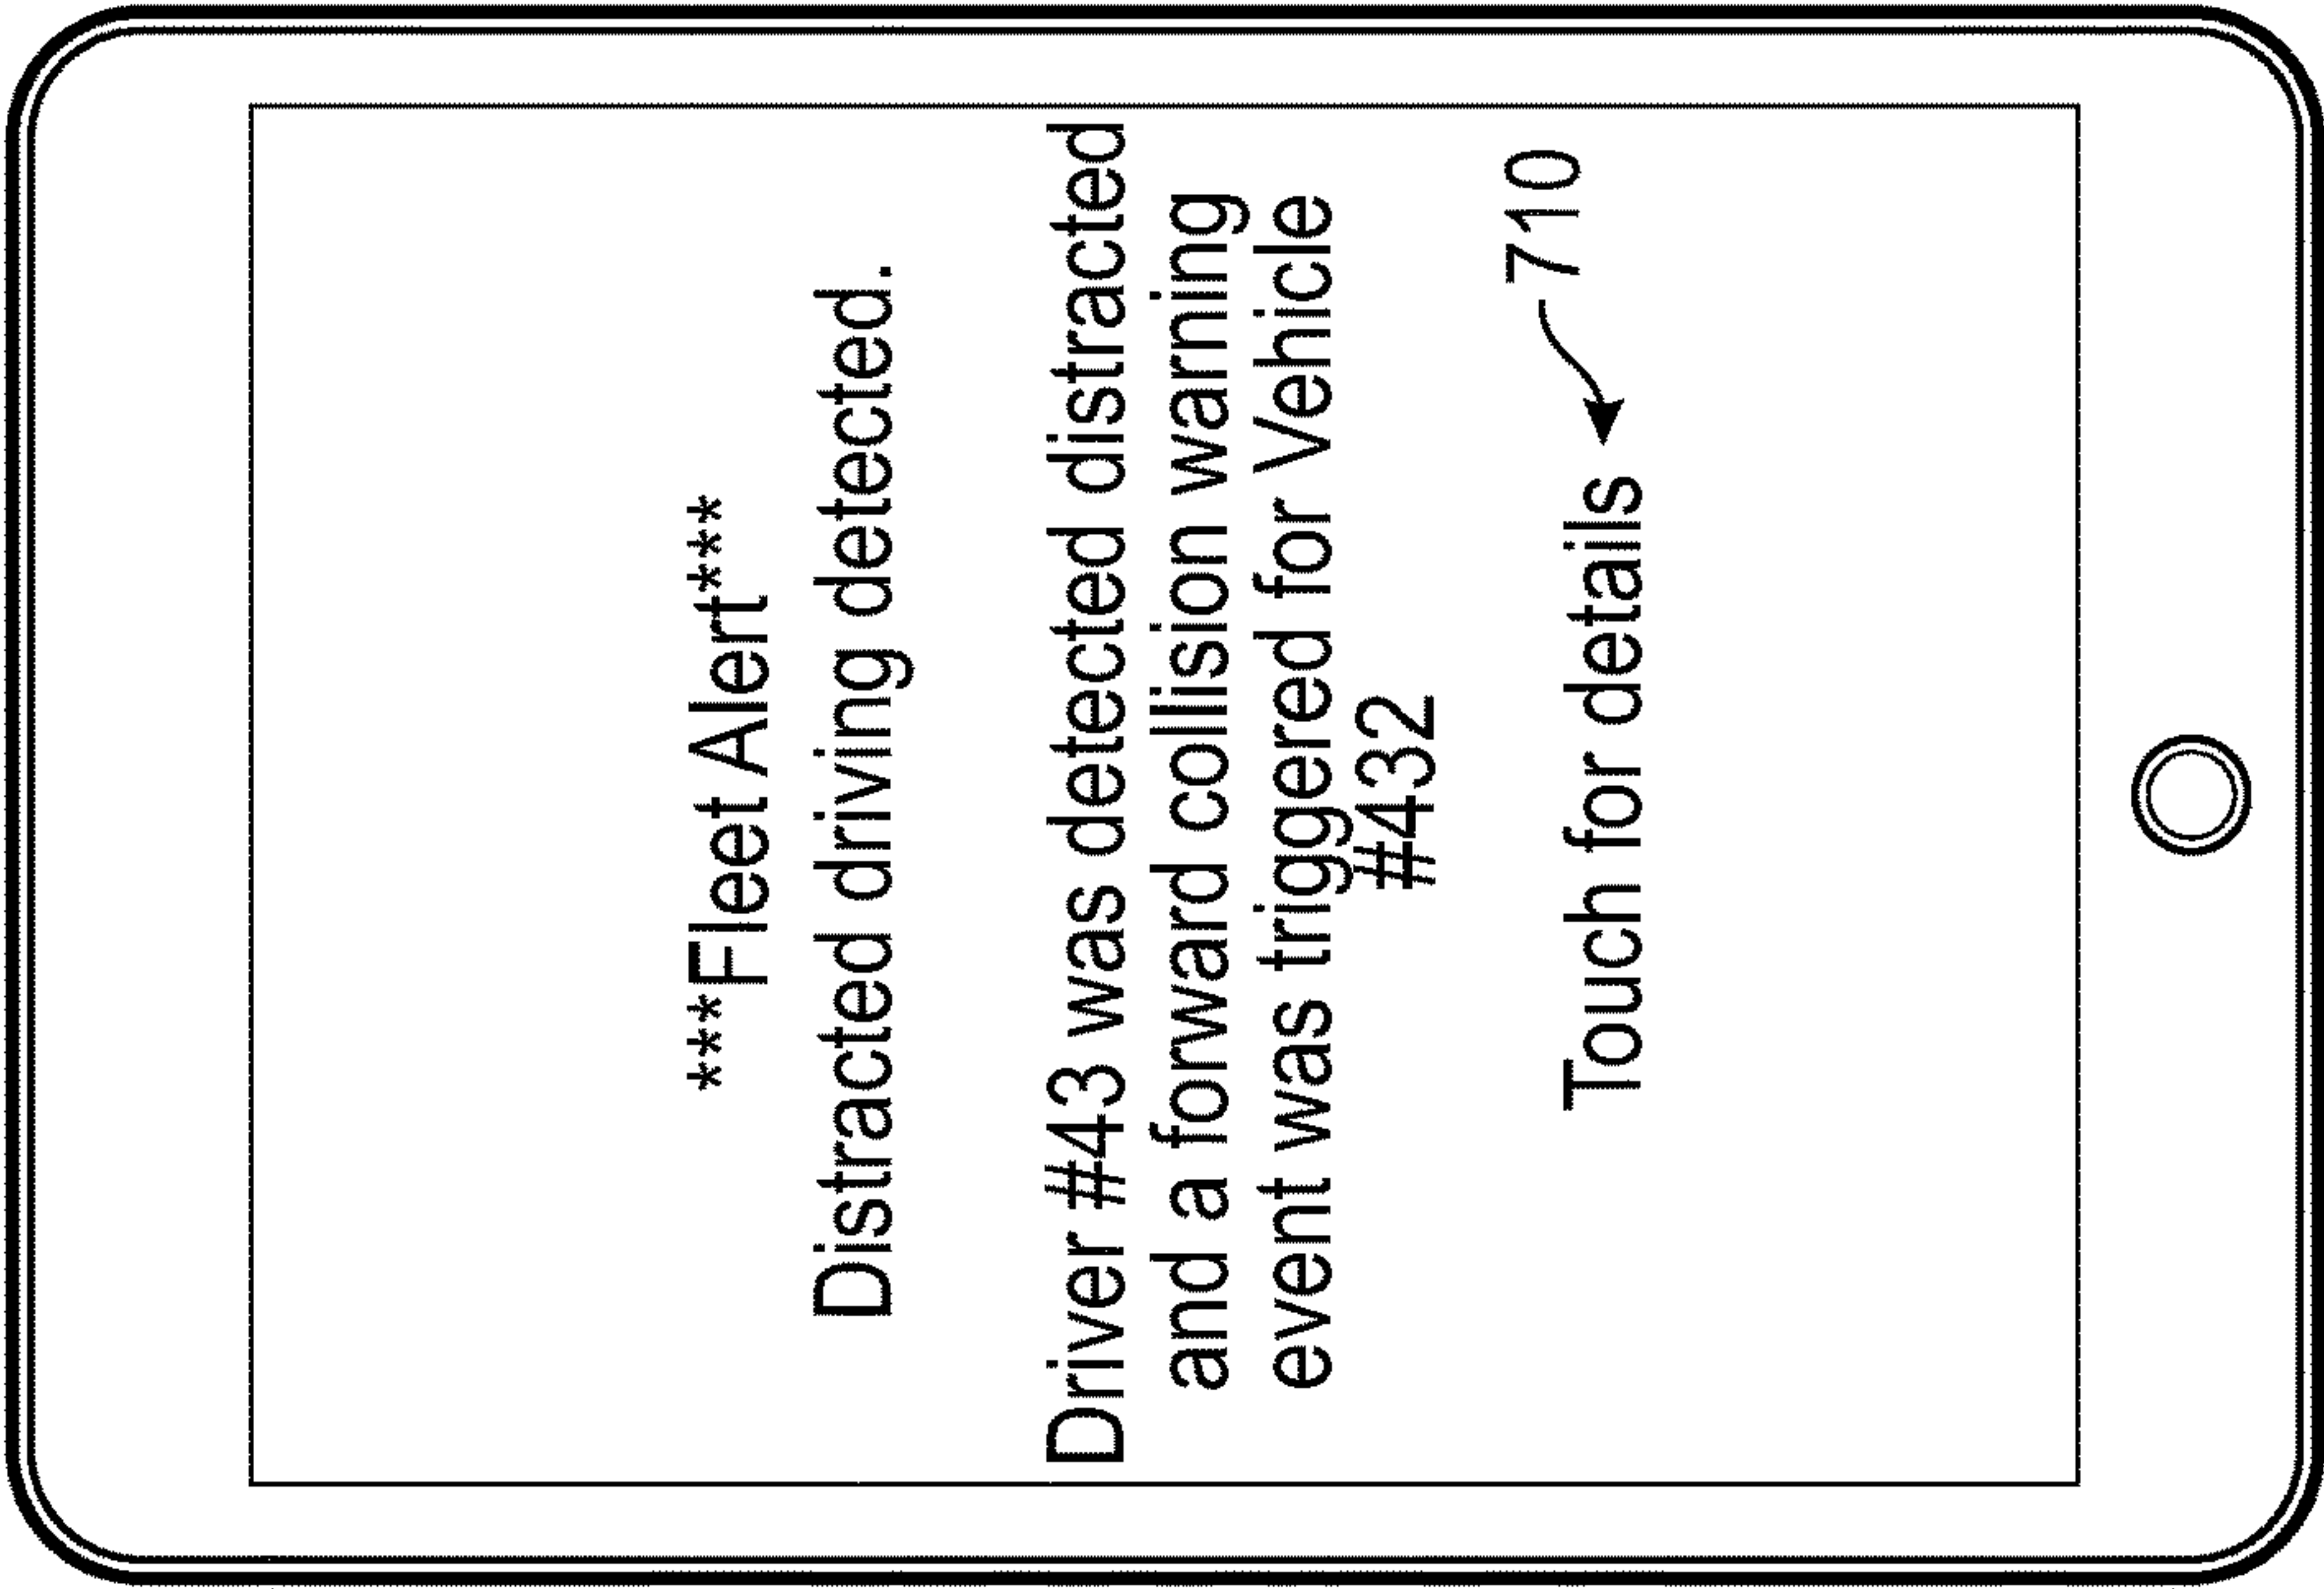 ***Fleet Alert***
Distracted driving detected.
Driver #43 was detected distracted
and a forward collision warning
event was triggered for Vehicle
#432
710
Touch for details